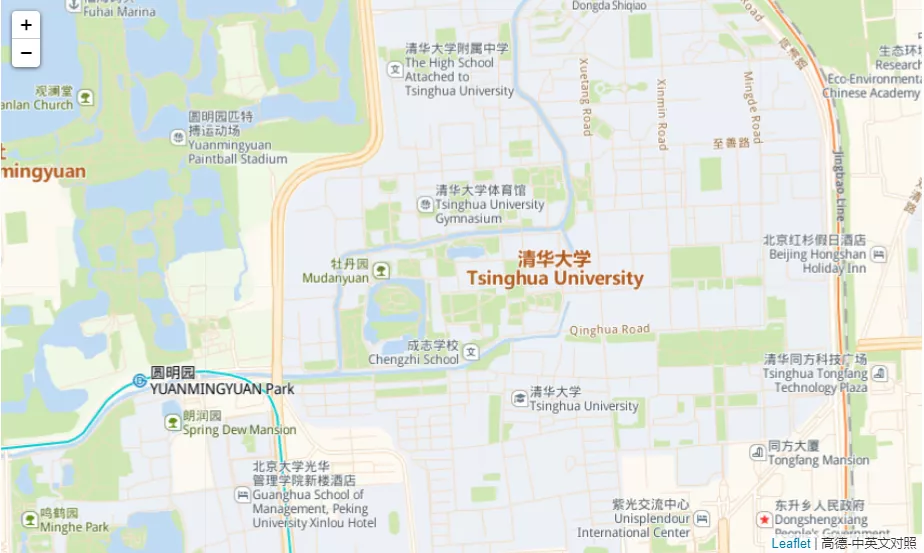 +
−
Fuhai Marina
Dongda Shiqiao
清华大学附属中学
The High School
Attached to
Tsinghua University
Xuetang Road
Xinmin Road
Mingde Road
Road
生态环
Research
Eco-Environmenta
Chinese Academy
观澜堂
anlan Church
圆明园匹特
搏运动场
Yuanmingyuan
Paintball Stadium
至善路
Jingbao Line
mingyuan
清华大学体育馆
Tsinghua University
Gymnasium
牡丹园
Mudanyuan
清华大学
Tsinghua University
北京红杉假日酒店
Beijing Hongshan
Holiday Inn
Qinghua Road
成志学校
Chengzhi School
清华同方科技广场
Tsinghua Tongfang
Technology Plaza
圆明园
YUANMINGYUAN Park
清华大学
Tsinghua University
朗润园
Spring Dew Mansion
同方大厦
Tongfang Mansion
北京大学光华
管理学院新楼酒店
Guanghua School of
Management, Peking
University Xinlou Hotel
鸣鹤园
Minghe Park
紫光交流中心
Unisplendour
International Center
东升乡人民政府
Dongshengxiang
People's Government
Leaflet | 高德-中英文对照